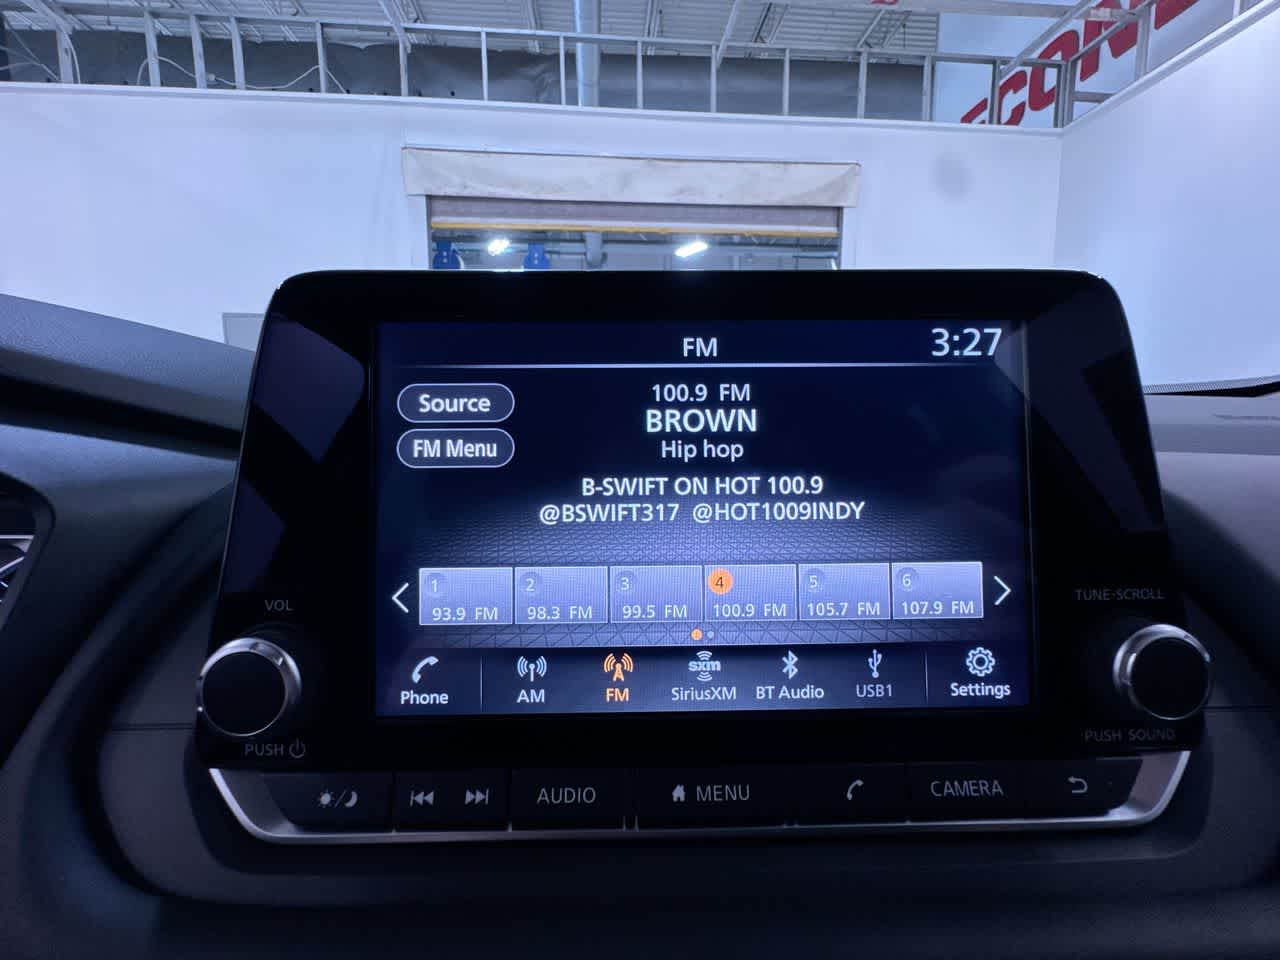 ECON
FM
3:27
Source
100.9 FM
BROWN
FM Menu
Hip hop
B-SWIFT ON HOT 100.9
@BSWIFT317 @HOT1009INDY
1 2 3 4 5 6
93.9 FM 98.3 FM 99.5 FM 100.9 FM 105.7 FM 107.9 FM
VOL
TUNE·SCROLL
sxm
Phone AM FM SiriusXM BT Audio USB1 Settings
PUSH
PUSH SOUND
AUDIO MENU CAMERA